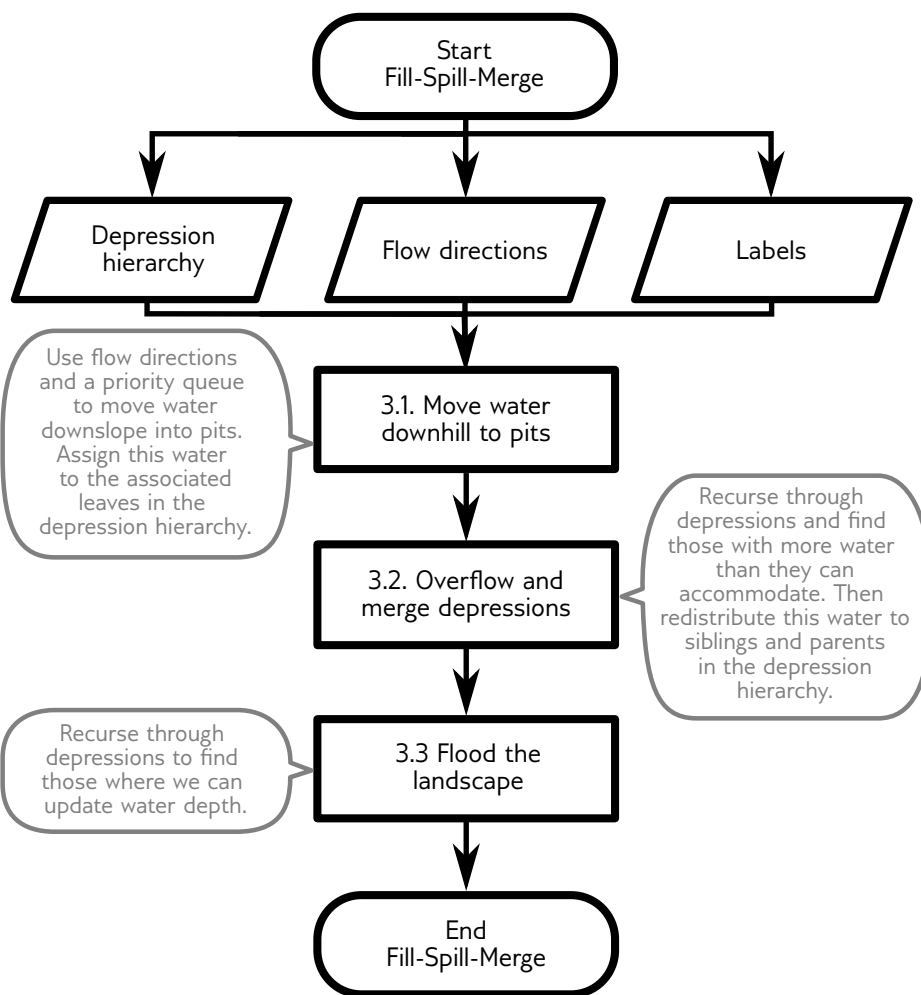 Start
Fill-Spill-Merge
Depression
hierarchy
Flow directions
Labels
Use flow directions
and a priority queue
to move water
downslope into pits.
Assign this water
to the associated
leaves in the
depression hierarchy.
3.1. Move water
downhill to pits
Recurse through
depressions and find
those with more water
than they can
accommodate. Then
redistribute this water to
siblings and parents
in the depression
hierarchy.
3.2. Overflow and
merge depressions
Recurse through
depressions to find
those where we can
update water depth.
3.3 Flood the
landscape
End
Fill-Spill-Merge